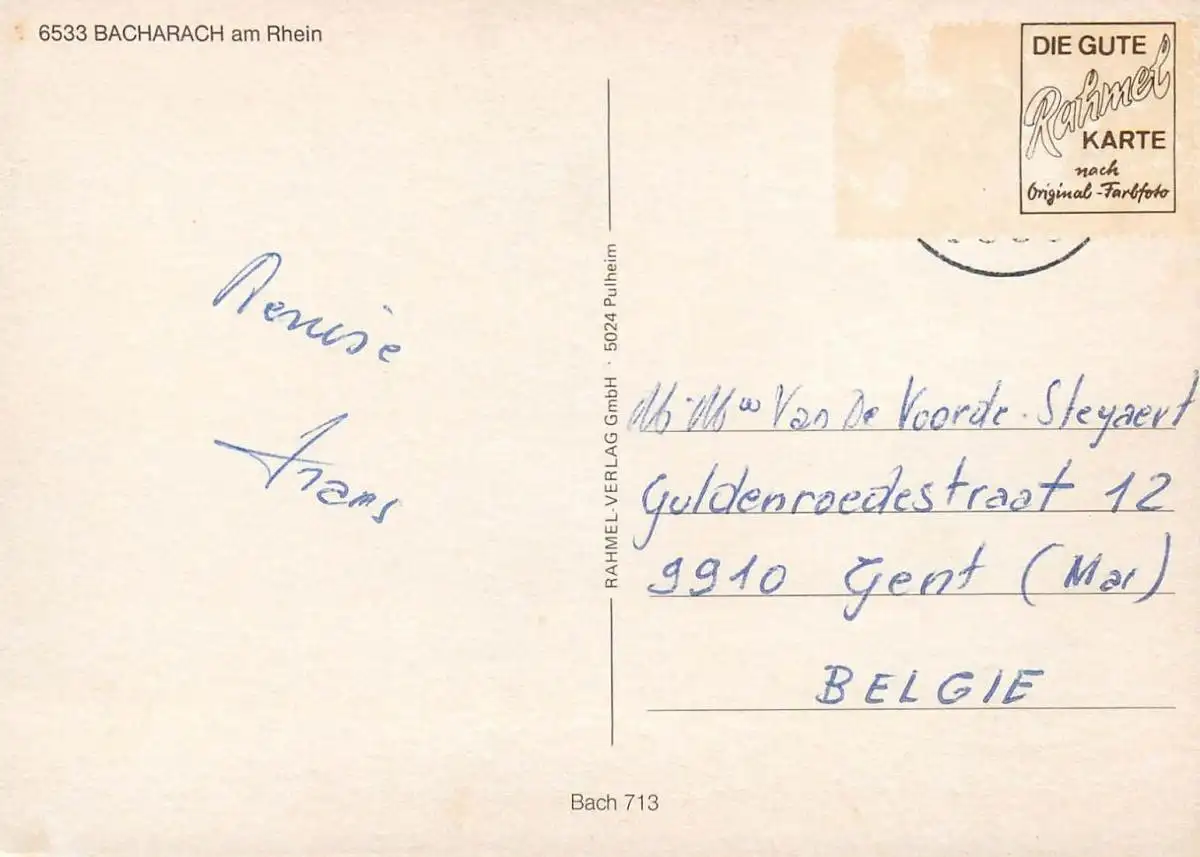 6533 BACHARACH am Rhein
DIE GUTE
Rahmel
KARTE
nach
Original-Farbfoto
Denise
Frans
RAHMEL-VERLAG GmbH · 5024 Pulheim
M. Mw Van De Voorde-Steyaert
Guldenroedestraat 12
9910 Gent (Mar)
BELGIE
Bach 713